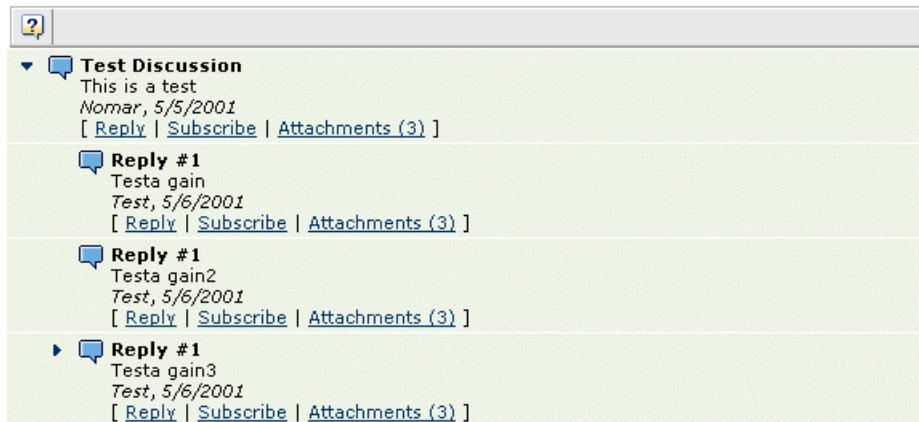 ?
Test Discussion
This is a test
Nomar, 5/5/2001
[ Reply | Subscribe | Attachments (3) ]
Reply #1
Testa gain
Test, 5/6/2001
[ Reply | Subscribe | Attachments (3) ]
Reply #1
Testa gain2
Test, 5/6/2001
[ Reply | Subscribe | Attachments (3) ]
Reply #1
Testa gain3
Test, 5/6/2001
[ Reply | Subscribe | Attachments (3) ]